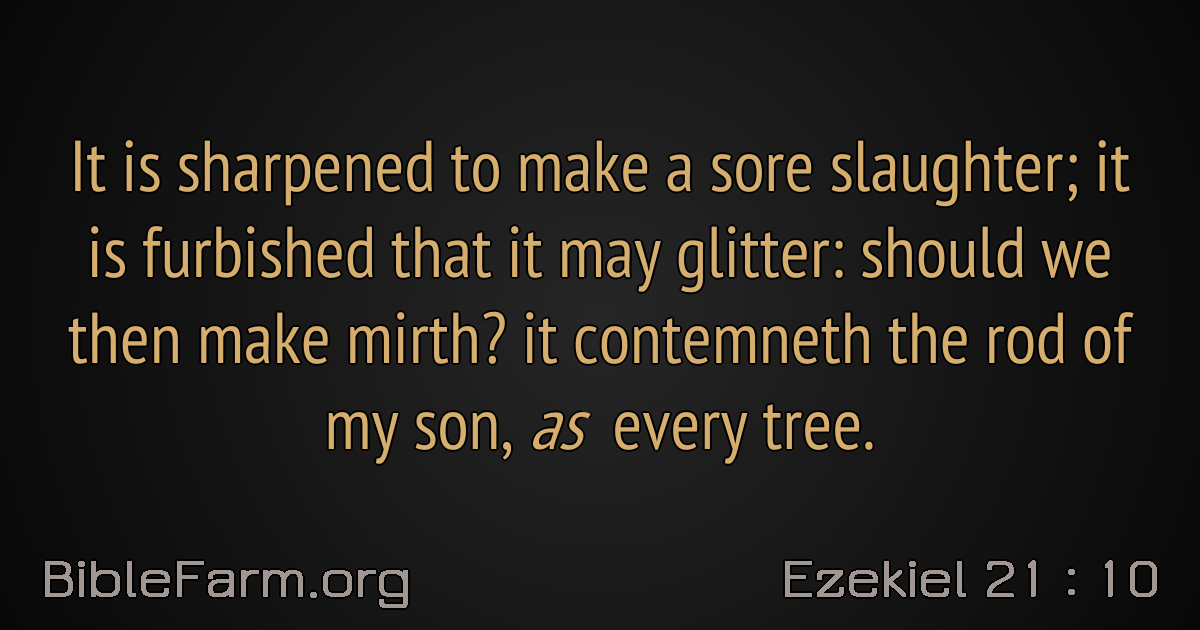 It is sharpened to make a sore slaughter; it
is furbished that it may glitter: should we
then make mirth? it contemneth the rod of
my son, as every tree.
BibleFarm.org
Ezekiel 21 : 10